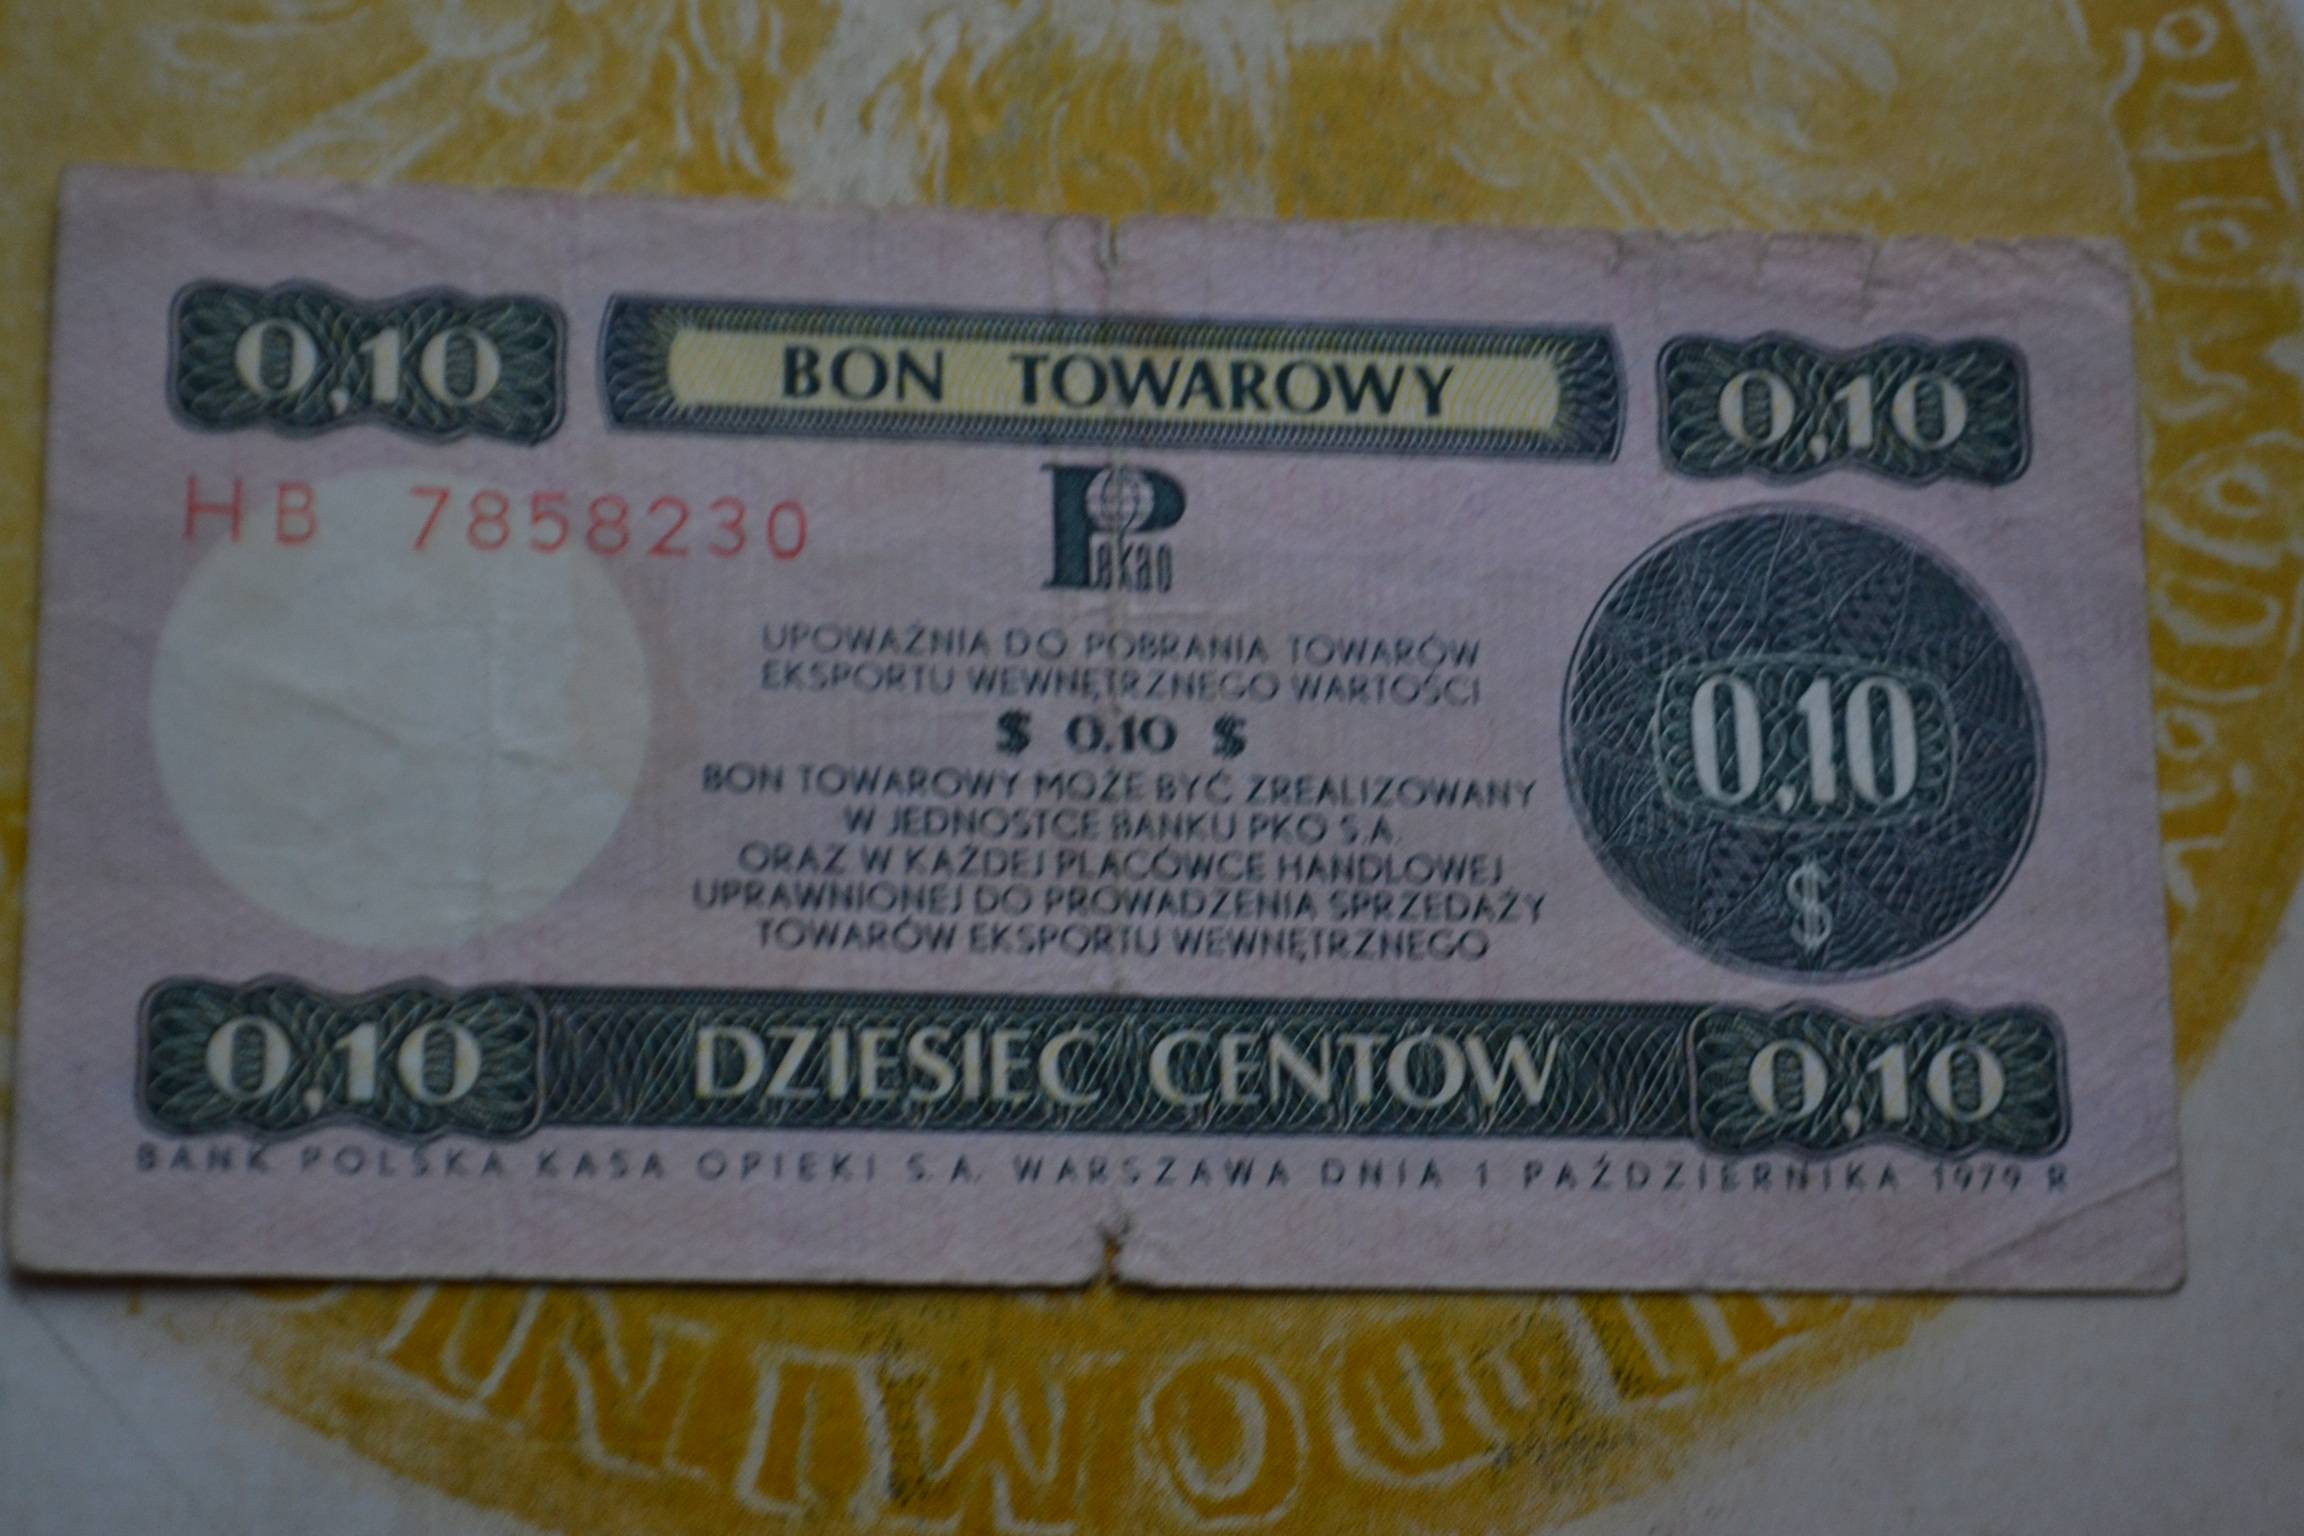 0,10 BON TOWAROWY 0,10
HB 7858230
Pekao
UPOWAŻNIA DO POBRANIA TOWARÓW
EKSPORTU WEWNĘTRZNEGO WARTOŚCI
$ 0.10 $
BON TOWAROWY MOŻE BYĆ ZREALIZOWANY
W JEDNOSTCE BANKU PKO S.A.
ORAZ W KAŻDEJ PLACÓWCE HANDLOWEJ
UPRAWNIONEJ DO PROWADZENIA SPRZEDAŻY
TOWARÓW EKSPORTU WEWNĘTRZNEGO
0,10
$
0,10 DZIESIĘĆ CENTÓW 0,10
BANK POLSKA KASA OPIEKI S.A. WARSZAWA DNIA 1 PAŹDZIERNIKA 1979 R